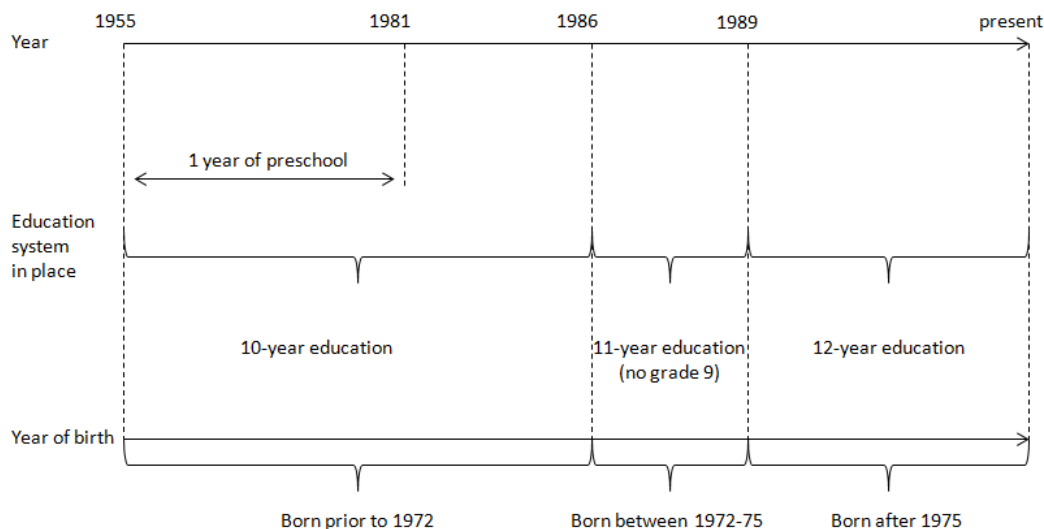 1955
1981
1986
1989
present
Year
1 year of preschool
Education
system
in place
10-year education
11-year education
(no grade 9)
12-year education
Year of birth
Born prior to 1972
Born between 1972-75
Born after 1975